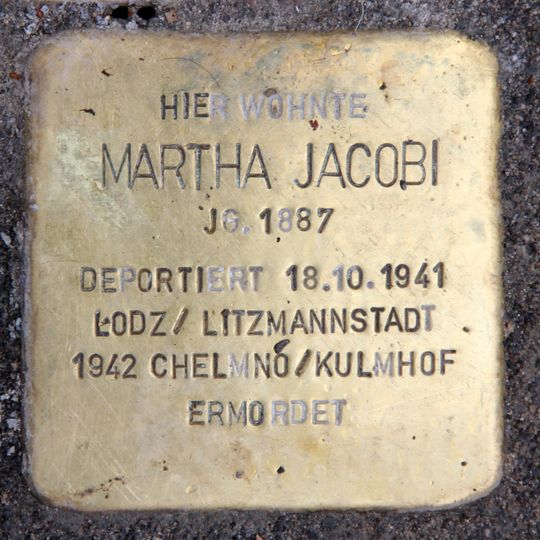 HIER WOHNTE
MARTHA JACOBI
JG. 1887
DEPORTIERT 18.10.1941
ŁODZ / LITZMANNSTADT
1942 CHELMNO / KULMHOF
ERMORDET